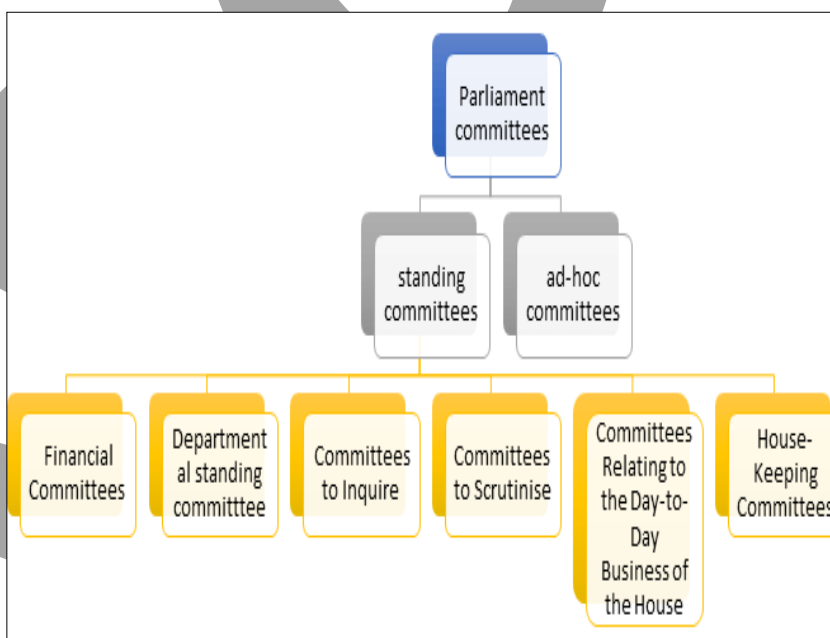 Parliament
committees
standing
committees
ad-hoc
committees
Financial
Committees
Department
al standing
committtee
Committees
to Inquire
Committees
to Scrutinise
Committees
Relating to
the Day-to-
Day
Business of
the House
House-
Keeping
Committees